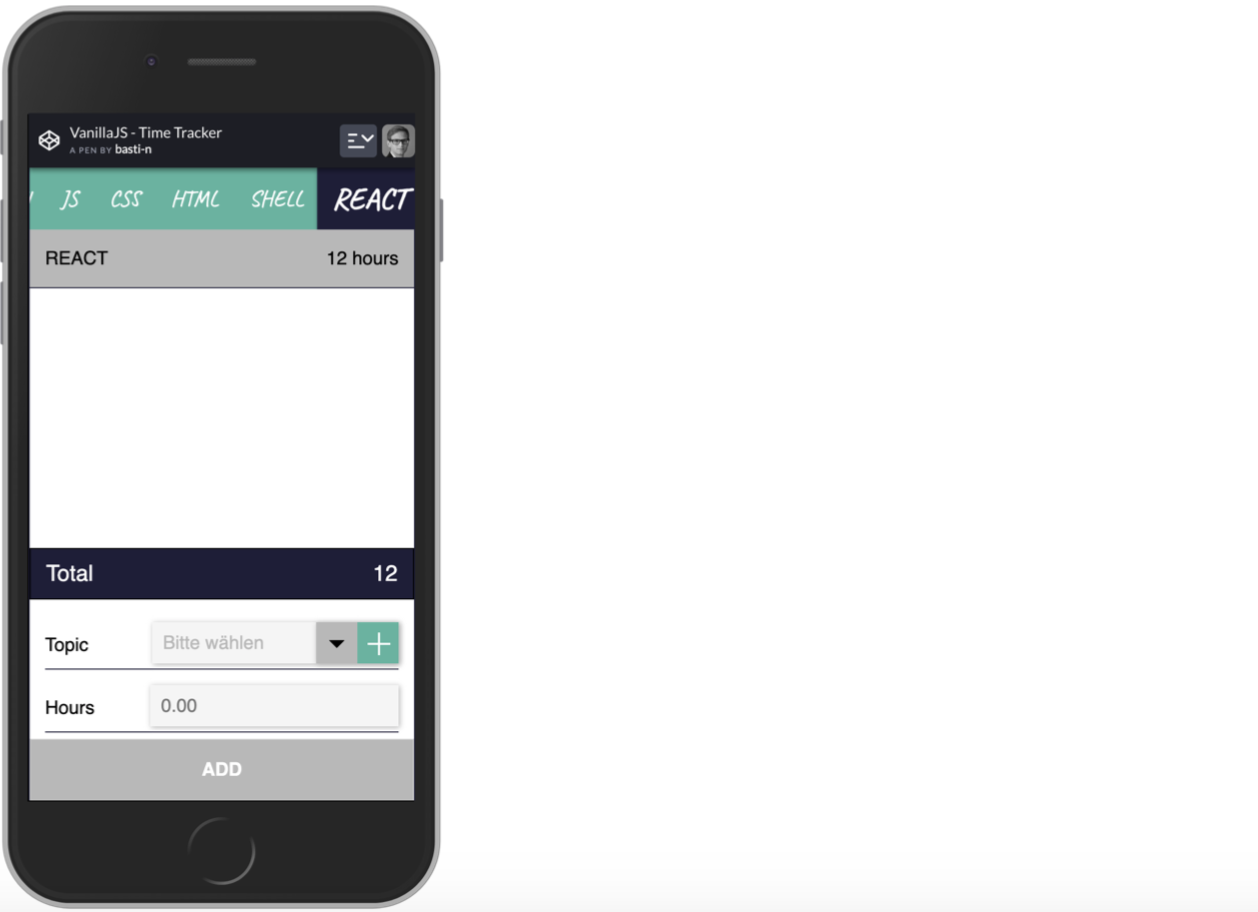 VanillaJS - Time Tracker
A PEN BY basti-n
JS CSS HTML SHELL REACT
REACT 12 hours
Total 12
Topic Bitte wählen
Hours 0.00
ADD